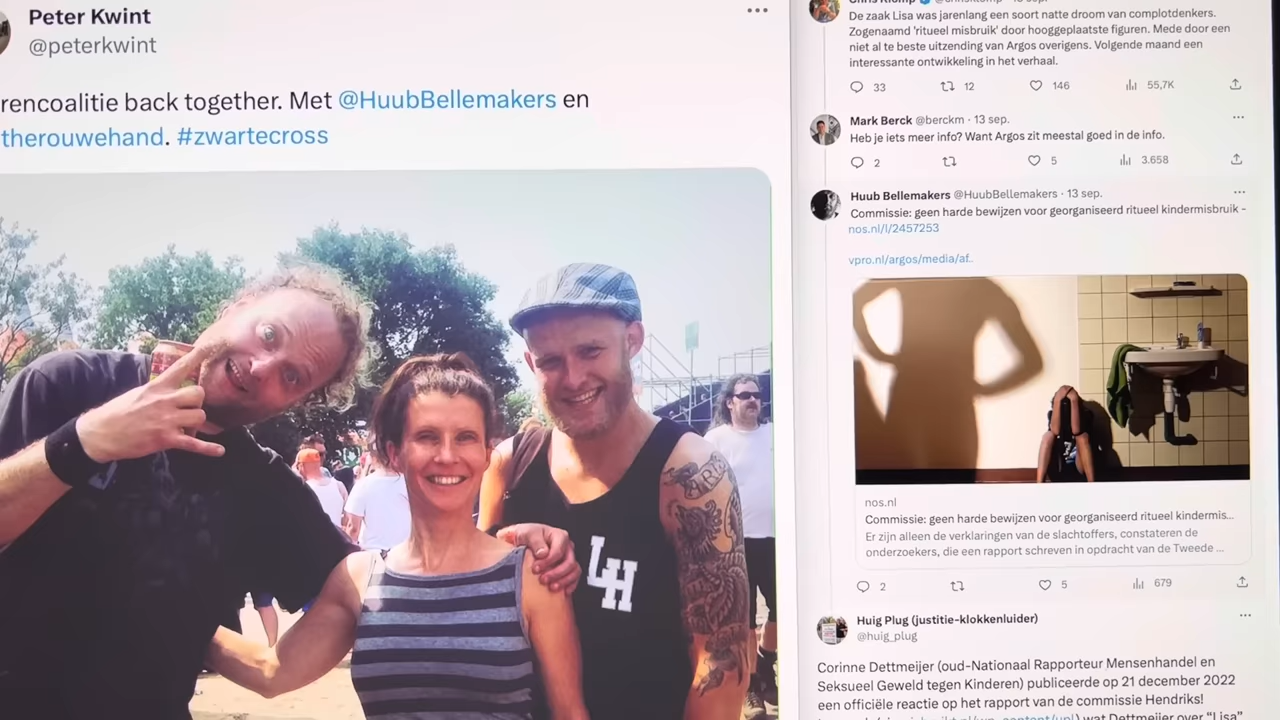 Peter Kwint
@peterkwint
rencoalitie back together. Met @HuubBellemakers en
therouwehand. #zwartecross
LH
De zaak Lisa was jarenlang een soort natte droom van complotdenkers.
Zogenaamd 'ritueel misbruik' door hooggeplaatste figuren. Mede door een
niet al te beste uitzending van Argos overigens. Volgende maand een
interessante ontwikkeling in het verhaal.
33 12 146 55,7K
Mark Berck @berckm · 13 sep.
Heb je iets meer info? Want Argos zit meestal goed in de info.
2 5 3.658
Huub Bellemakers @HuubBellemakers · 13 sep.
Commissie: geen harde bewijzen voor georganiseerd ritueel kindermisbruik -
nos.nl/l/2457253
vpro.nl/argos/media/af..
nos.nl
Commissie: geen harde bewijzen voor georganiseerd ritueel kindermis...
Er zijn alleen de verklaringen van de slachtoffers, constateren de
onderzoekers, die een rapport schreven in opdracht van de Tweede ...
2 5 679
Huig Plug (justitie-klokkenluider)
@huig_plug
Corinne Dettmeijer (oud-Nationaal Rapporteur Mensenhandel en
Seksueel Geweld tegen Kinderen) publiceerde op 21 december 2022
een officiële reactie op het rapport van de commissie Hendriks!
wat Dettmeijer over "Lisa"